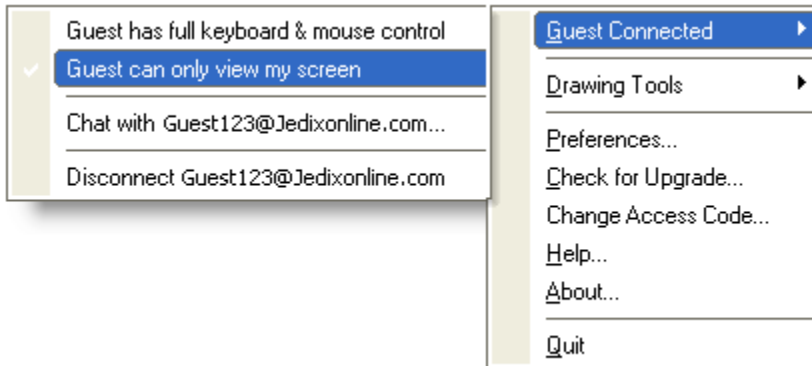 Guest has full keyboard & mouse control
Guest can only view my screen
Chat with Guest123@Jedixonline.com...
Disconnect Guest123@Jedixonline.com
Guest Connected
Drawing Tools
Preferences...
Check for Upgrade...
Change Access Code...
Help...
About...
Quit